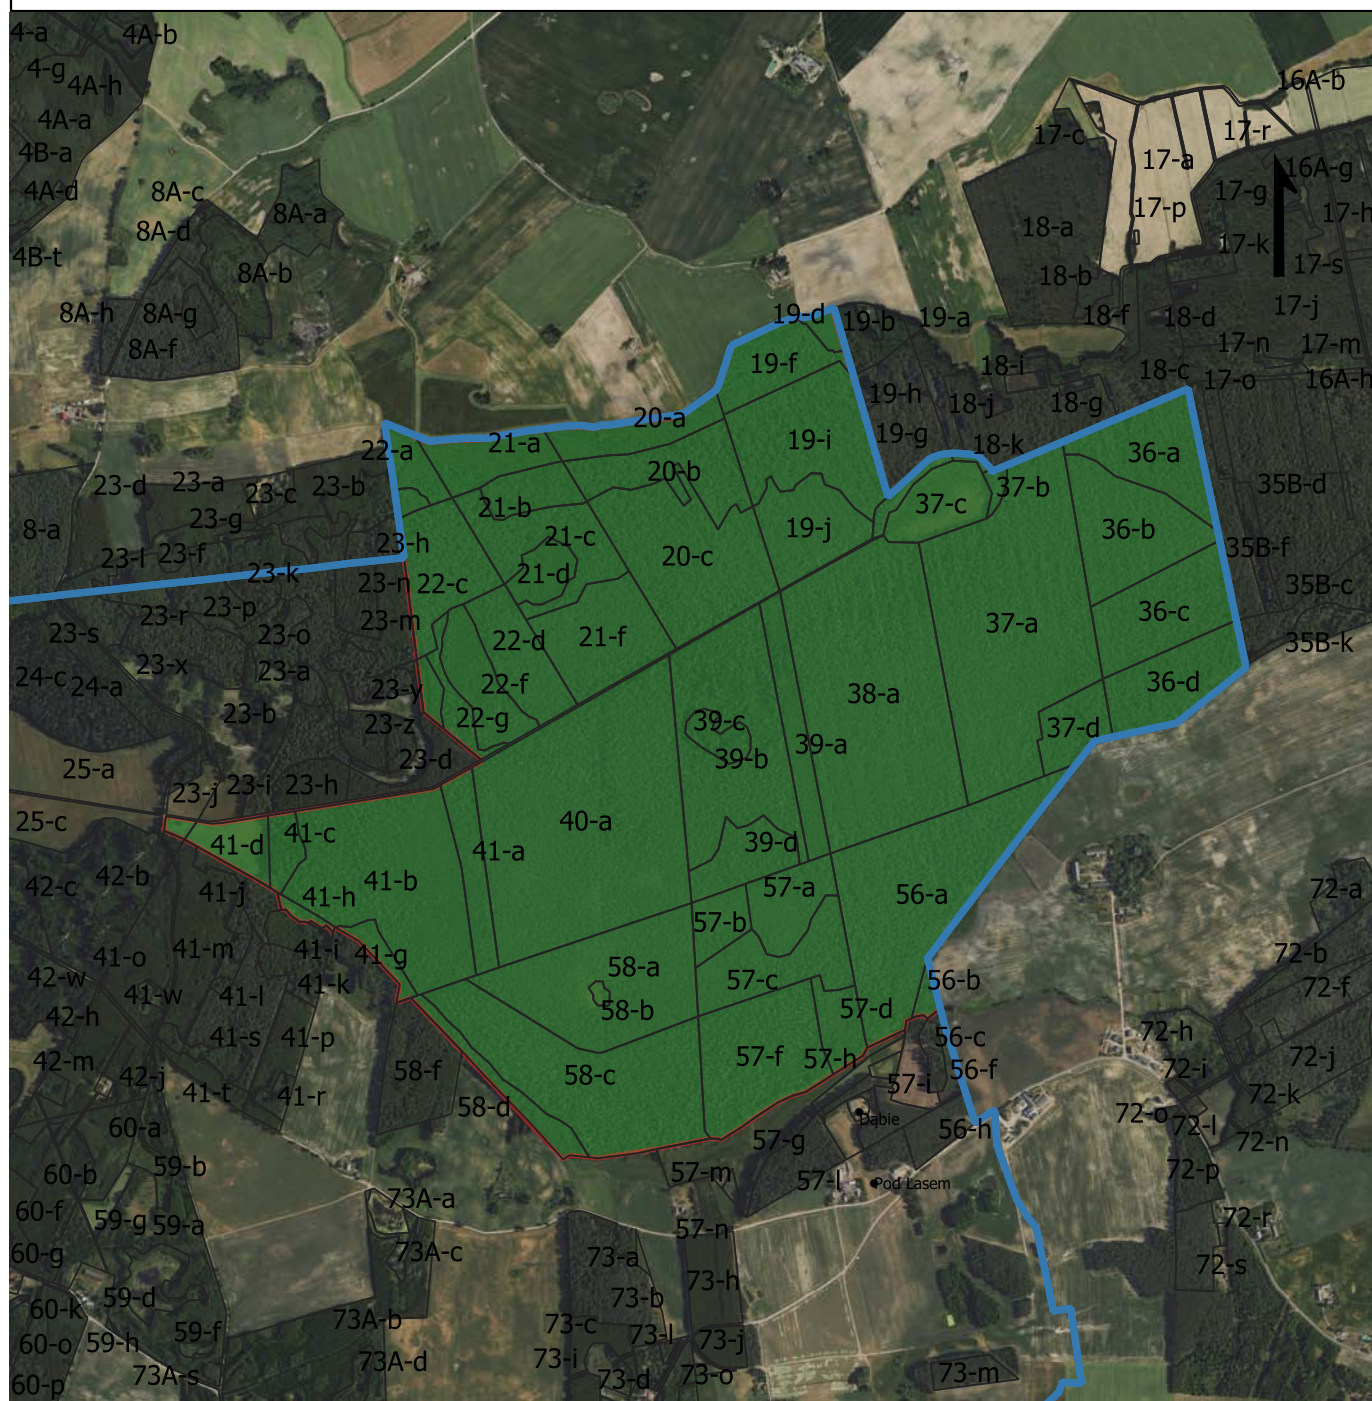 4-a
4A-b
4-g
4A-h
16A-b
4A-a
17-c
17-r
4B-a
17-a
16A-g
4A-d
8A-c
17-g
8A-a
17-p
17-h
8A-d
18-a
4B-t
17-k
8A-b
17-s
18-b
8A-h
8A-g
19-d
19-b
19-a
18-f
18-d
17-j
8A-f
17-n
17-m
19-f
18-i
18-c
17-o
16A-h
19-h
18-j
18-g
20-a
19-g
19-i
18-k
21-a
22-a
36-a
20-b
23-d
23-a
23-c
23-b
37-b
35B-d
37-c
21-b
23-g
8-a
21-c
19-j
36-b
23-h
35B-f
23-l
23-f
20-c
23-k
21-d
23-n
22-c
35B-c
23-r
23-p
36-c
23-m
37-a
23-s
23-o
22-d
21-f
35B-k
23-x
23-a
24-c
24-a
22-f
36-d
23-y
38-a
23-b
23-z
22-g
39-c
37-d
39-a
23-d
39-b
25-a
23-j
23-i
23-h
25-c
40-a
41-c
41-d
39-d
41-a
42-c
42-b
41-j
41-b
57-a
56-a
72-a
41-h
57-b
41-o
41-m
41-i
41-g
72-b
58-a
42-w
41-w
41-l
41-k
57-c
56-b
72-f
42-h
58-b
57-d
41-s
41-p
56-c
72-h
42-m
57-f
57-h
72-j
42-j
58-f
58-c
56-f
72-i
57-i
41-t
41-r
58-d
72-k
Dąbie
72-o
60-a
57-g
56-h
72-l
72-n
60-b
59-b
57-m
57-l
Pod Lasem
72-p
73A-a
60-f
59-g
59-a
57-n
72-r
60-g
73A-c
73-a
72-s
73-h
59-d
73-b
60-k
73A-b
73-c
59-f
60-o
59-h
73-l
73-j
73A-d
73-i
73A-s
73-d
73-o
73-m
60-p